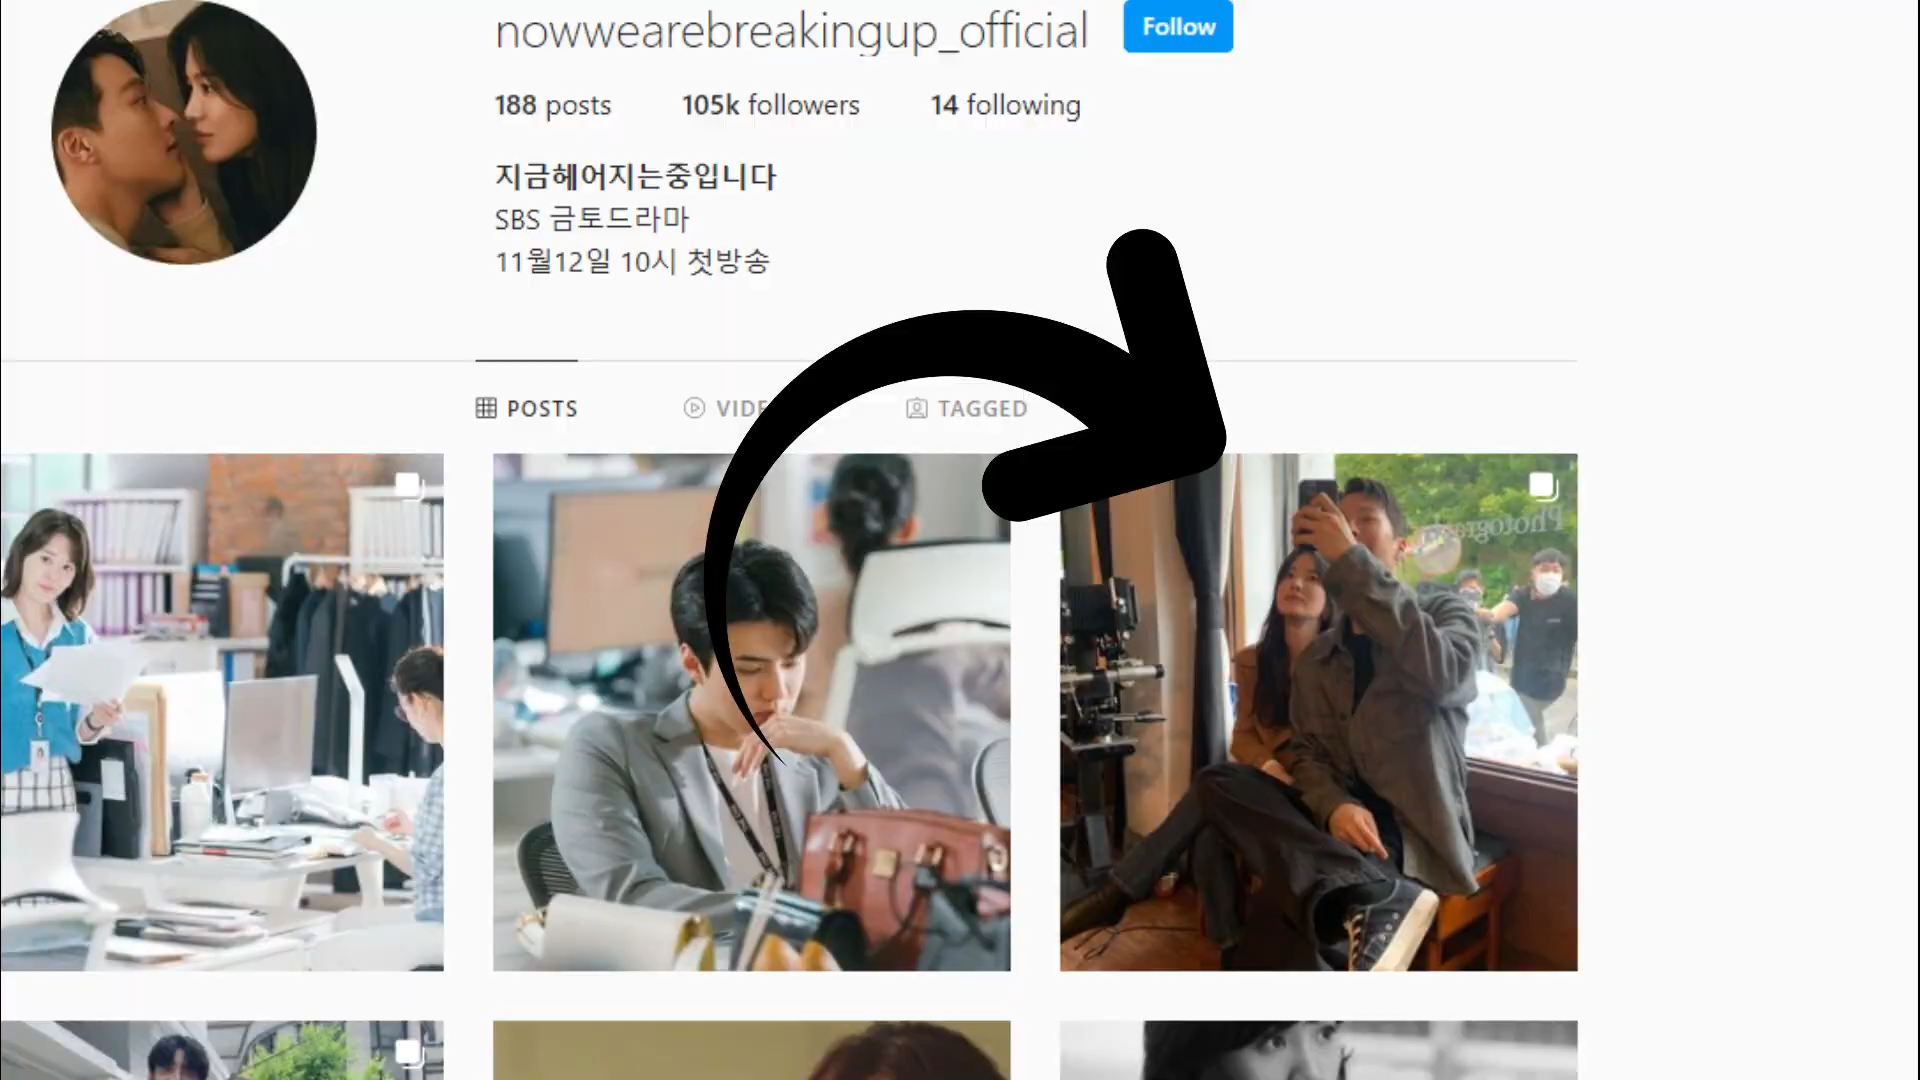 nowwearebreakingup_official
Follow
188 posts
105k followers
14 following
지금헤어지는중입니다
SBS 금토드라마
11월12일 10시 첫방송
POSTS
TAGGED